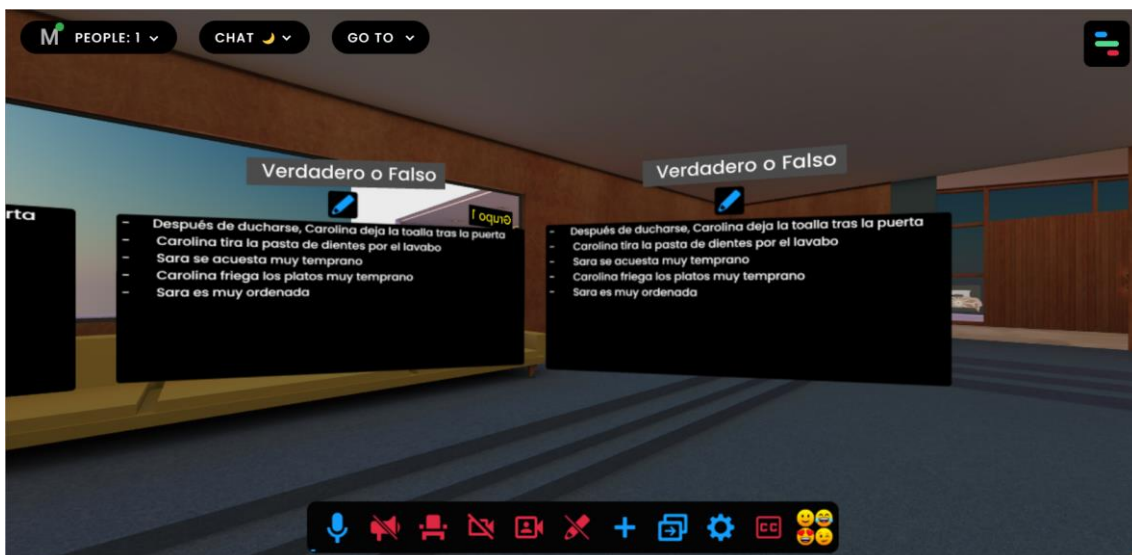 M PEOPLE: 1
CHAT
GO TO
Verdadero o Falso
Verdadero o Falso
rta
Grupo 1
- Después de ducharse, Carolina deja la toalla tras la puerta
- Carolina tira la pasta de dientes por el lavabo
- Sara se acuesta muy temprano
- Carolina friega los platos muy temprano
- Sara es muy ordenada
- Después de ducharse, Carolina deja la toalla tras la puerta
- Carolina tira la pasta de dientes por el lavabo
- Sara se acuesta muy temprano
- Carolina friega los platos muy temprano
- Sara es muy ordenada
CC